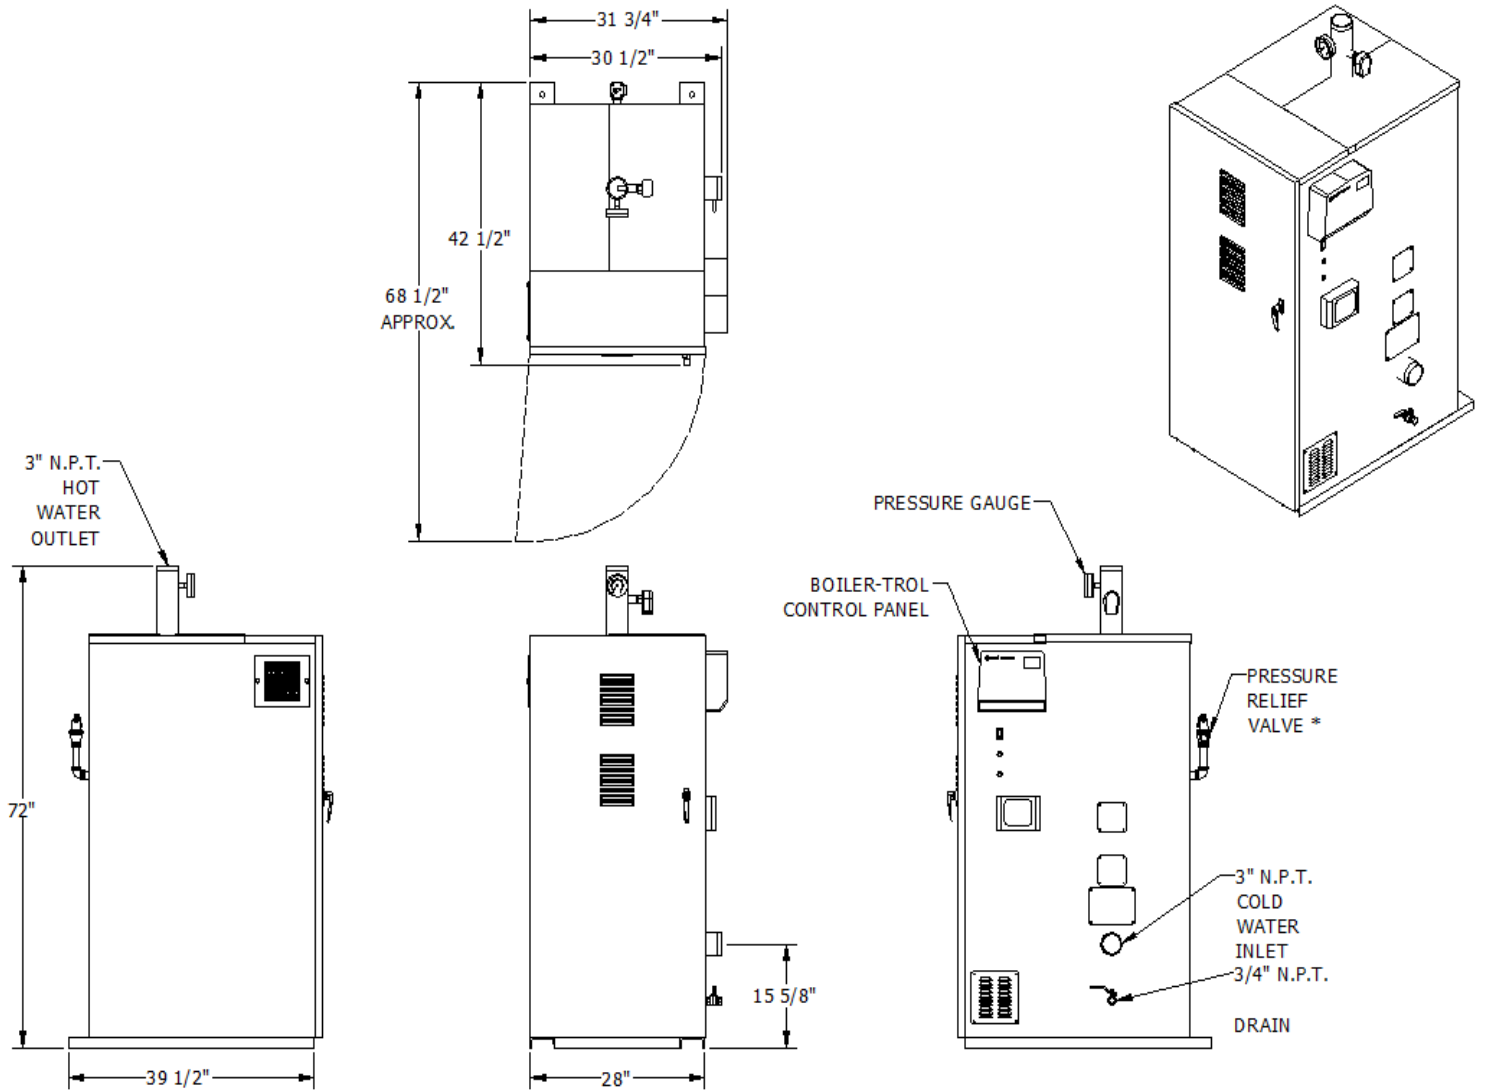 31 3/4"
30 1/2"
42 1/2"
68 1/2"
APPROX.
3" N.P.T.
HOT
WATER
OUTLET
PRESSURE GAUGE
BOILER-TROL
CONTROL PANEL
PRESSURE
RELIEF
VALVE *
72"
3" N.P.T.
COLD
WATER
INLET
3/4" N.P.T.
DRAIN
15 5/8"
39 1/2"
28"